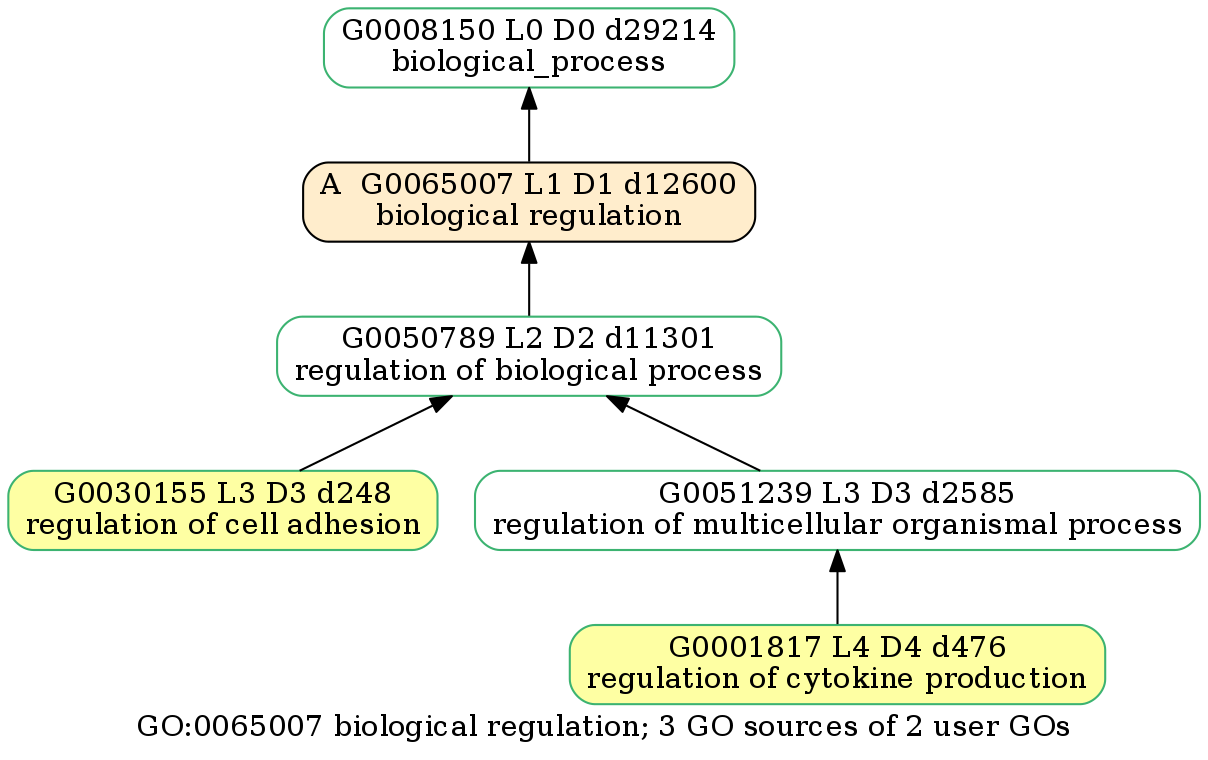 G0008150 L0 D0 d29214
biological_process
A  G0065007 L1 D1 d12600
biological regulation
G0050789 L2 D2 d11301
regulation of biological process
G0030155 L3 D3 d248
regulation of cell adhesion
G0051239 L3 D3 d2585
regulation of multicellular organismal process
G0001817 L4 D4 d476
regulation of cytokine production
GO:0065007 biological regulation; 3 GO sources of 2 user GOs